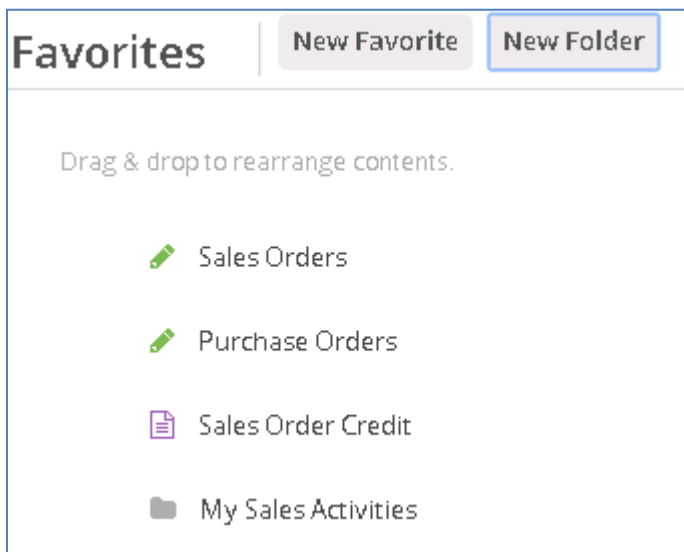 Favorites
New Favorite
New Folder
Drag & drop to rearrange contents.
Sales Orders
Purchase Orders
Sales Order Credit
My Sales Activities